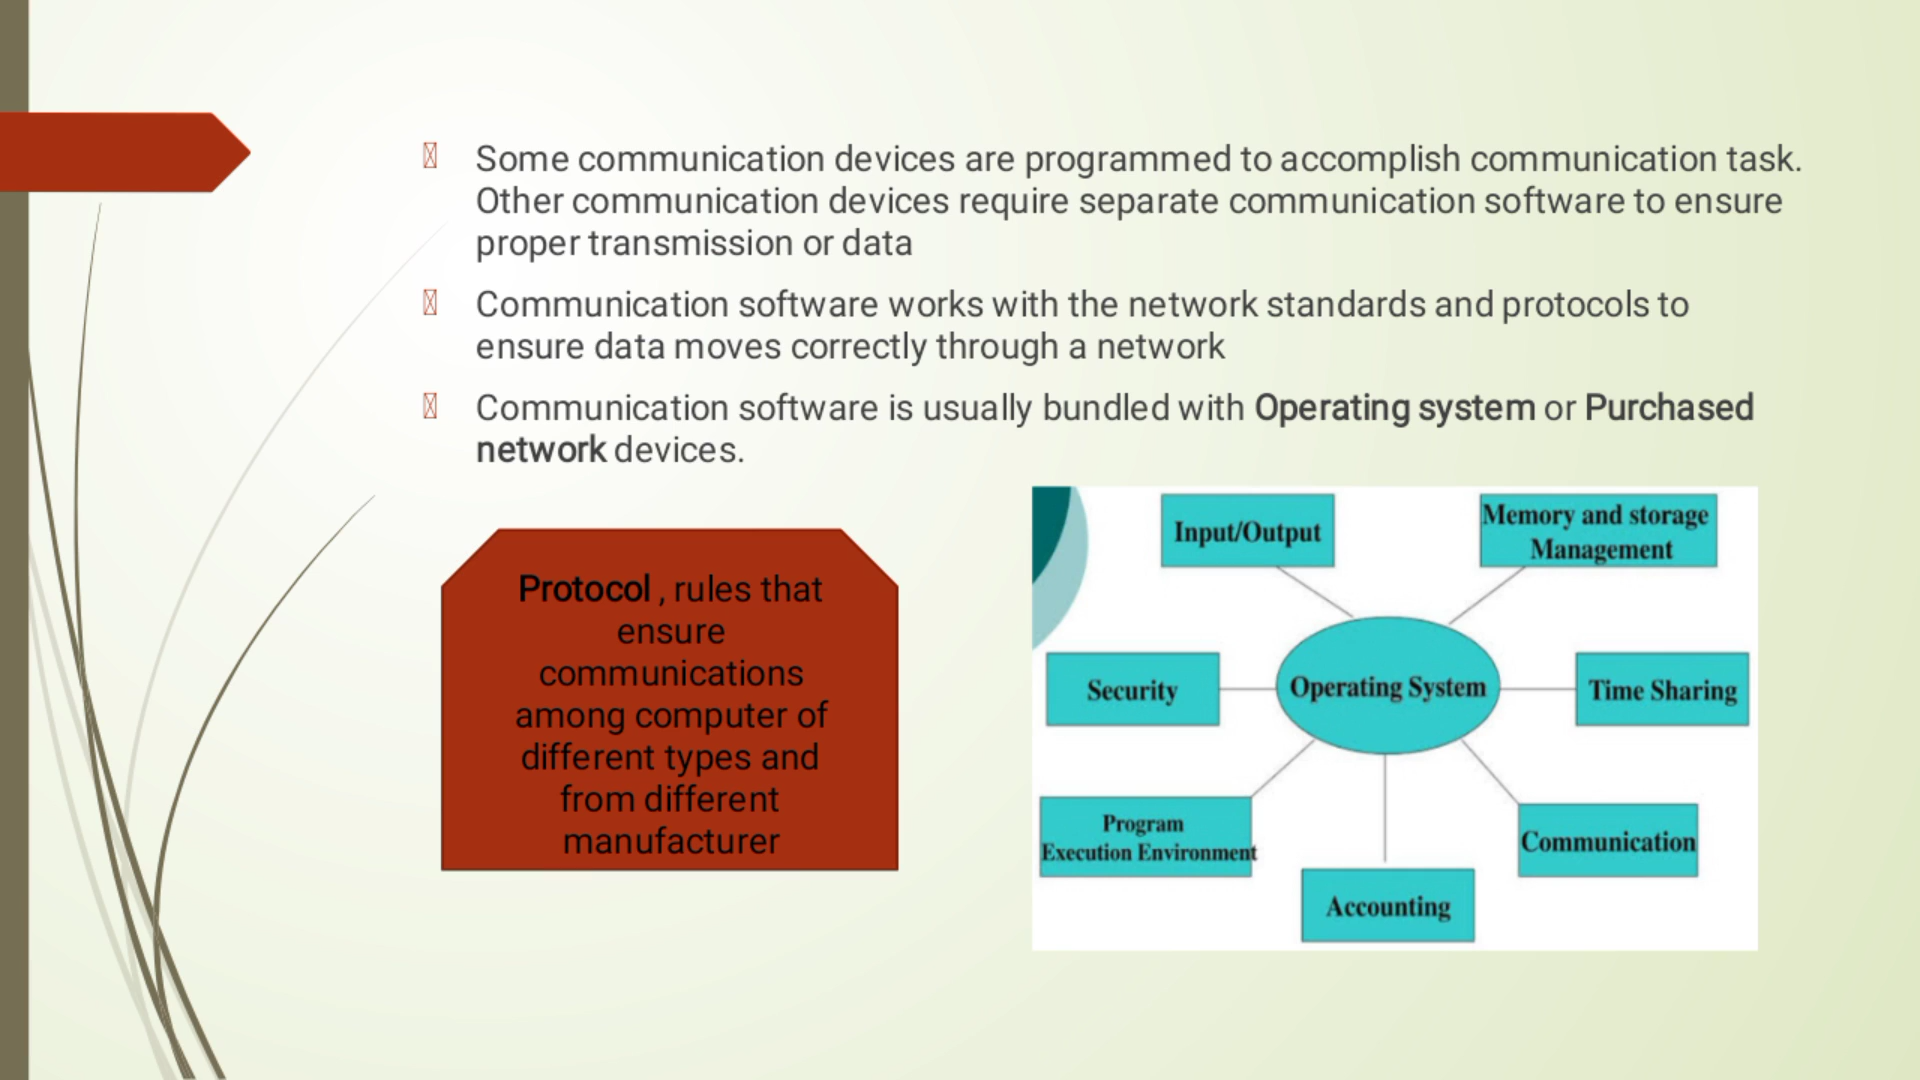 Some communication devices are programmed to accomplish communication task.
Other communication devices require separate communication software to ensure
proper transmission or data
Communication software works with the network standards and protocols to
ensure data moves correctly through a network
Communication software is usually bundled with Operating system or Purchased
network devices.
Protocol , rules that
ensure
communications
among computer of
different types and
from different
manufacturer
Input/Output
Memory and storage
Management
Security
Operating System
Time Sharing
Program
Execution Environment
Communication
Accounting